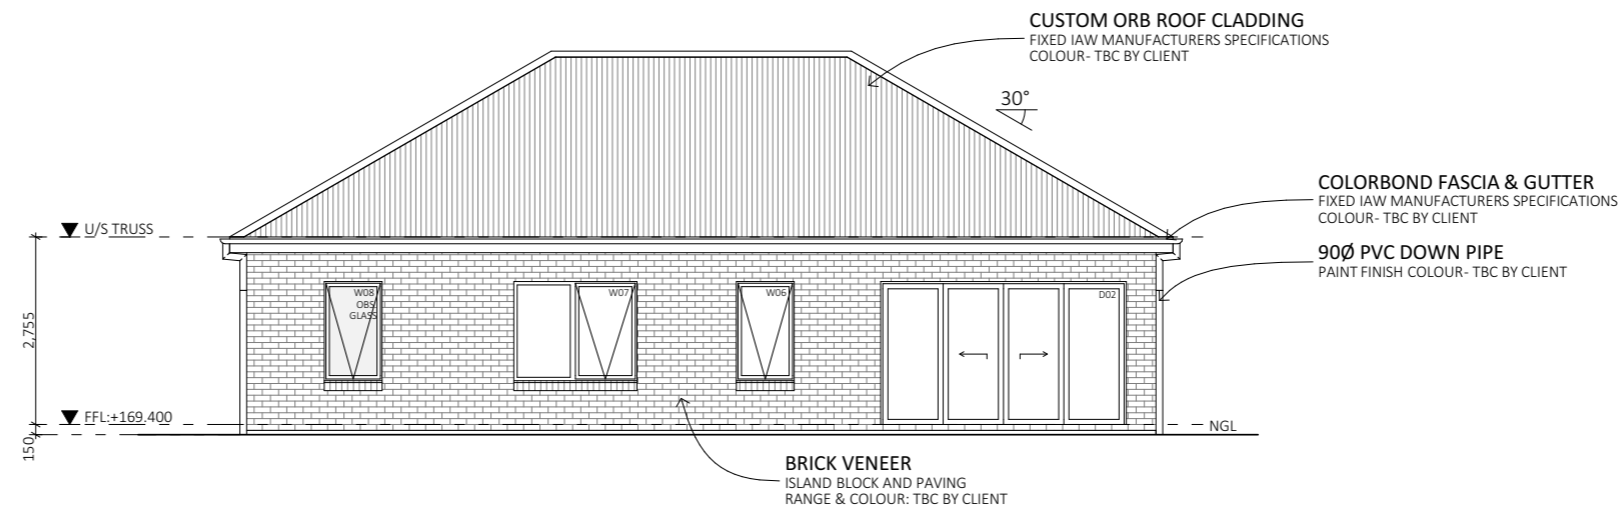 CUSTOM ORB ROOF CLADDING
FIXED IAW MANUFACTURERS SPECIFICATIONS
COLOUR- TBC BY CLIENT
30°
COLORBOND FASCIA & GUTTER
FIXED IAW MANUFACTURERS SPECIFICATIONS
COLOUR- TBC BY CLIENT
U/S TRUSS
90Ø PVC DOWN PIPE
PAINT FINISH COLOUR- TBC BY CLIENT
W08
OBS
GLASS
W07
W06
D02
2,755
FFL:+169.400
150
NGL
BRICK VENEER
ISLAND BLOCK AND PAVING
RANGE & COLOUR: TBC BY CLIENT